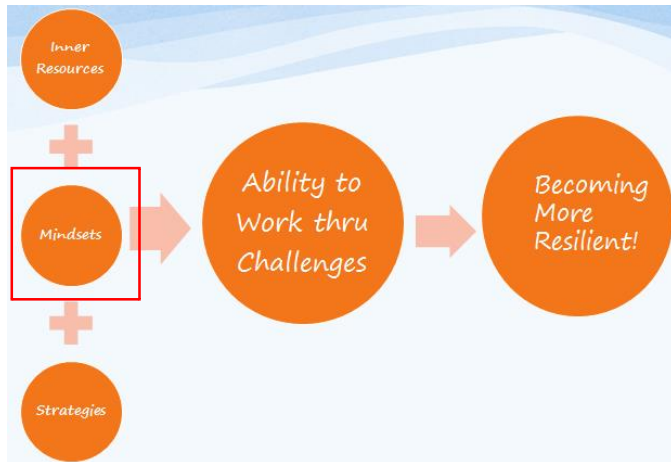 Inner
Resources
Mindsets
Strategies
Ability to
Work thru
Challenges
Becoming
More
Resilient!